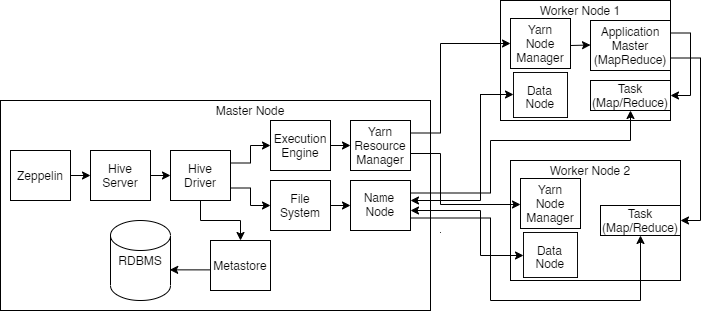 Worker Node 1
Yarn
Node
Manager
Application
Master
(MapReduce)
Data
Node
Task
(Map/Reduce)
Master Node
Zeppelin
Hive
Server
Hive
Driver
Execution
Engine
Yarn
Resource
Manager
File
System
Name
Node
RDBMS
Metastore
Worker Node 2
Yarn
Node
Manager
Task
(Map/Reduce)
Data
Node